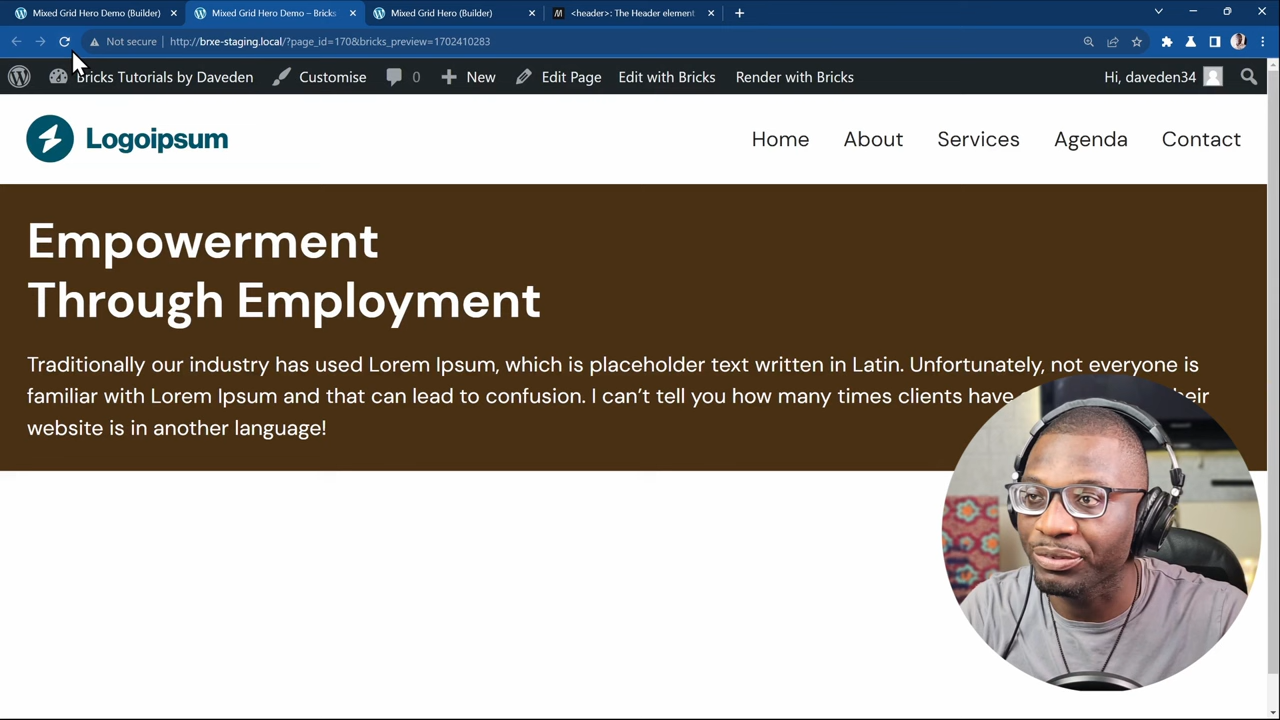 Mixed Grid Hero Demo (Builder)
Mixed Grid Hero Demo – Bricks
Mixed Grid Hero (Builder)
<header>: The Header element
Not secure
http://brxe-staging.local/?page_id=170&bricks_preview=1702410283
Bricks Tutorials by Daveden
Customise
0
New
Edit Page
Edit with Bricks
Render with Bricks
Hi, daveden34
Logoipsum
Home
About
Services
Agenda
Contact
Empowerment
Through Employment
Traditionally our industry has used Lorem Ipsum, which is placeholder text written in Latin. Unfortunately, not everyone is
familiar with Lorem Ipsum and that can lead to confusion. I can’t tell you how many times clients have
website is in another language!